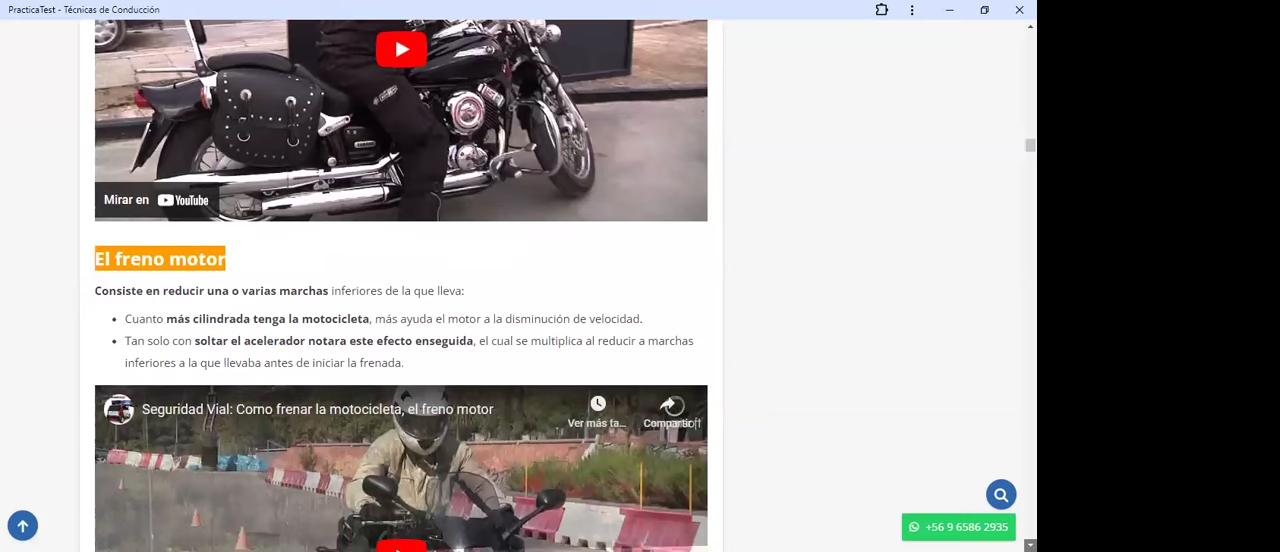 PracticaTest - Técnicas de Conducción
Mirar en YouTube
El freno motor
Consiste en reducir una o varias marchas inferiores de la que lleva:
• Cuanto más cilindrada tenga la motocicleta, más ayuda el motor a la disminución de velocidad.
• Tan solo con soltar el acelerador notara este efecto enseguida, el cual se multiplica al reducir a marchas
inferiores a la que llevaba antes de iniciar la frenada.
Seguridad Vial: Como frenar la motocicleta, el freno motor
Ver más ta...
Compartir
+56 9 6586 2935